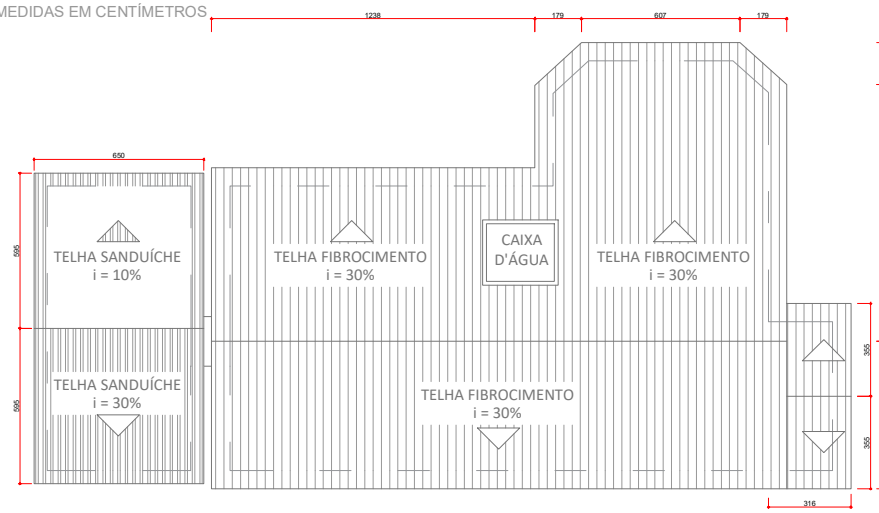 MEDIDAS EM CENTÍMETROS
1238
179
607
179
650
595
595
TELHA SANDUÍCHE
i = 10%
TELHA FIBROCIMENTO
i = 30%
CAIXA
D'ÁGUA
TELHA FIBROCIMENTO
i = 30%
TELHA SANDUÍCHE
i = 30%
TELHA FIBROCIMENTO
i = 30%
355
355
316